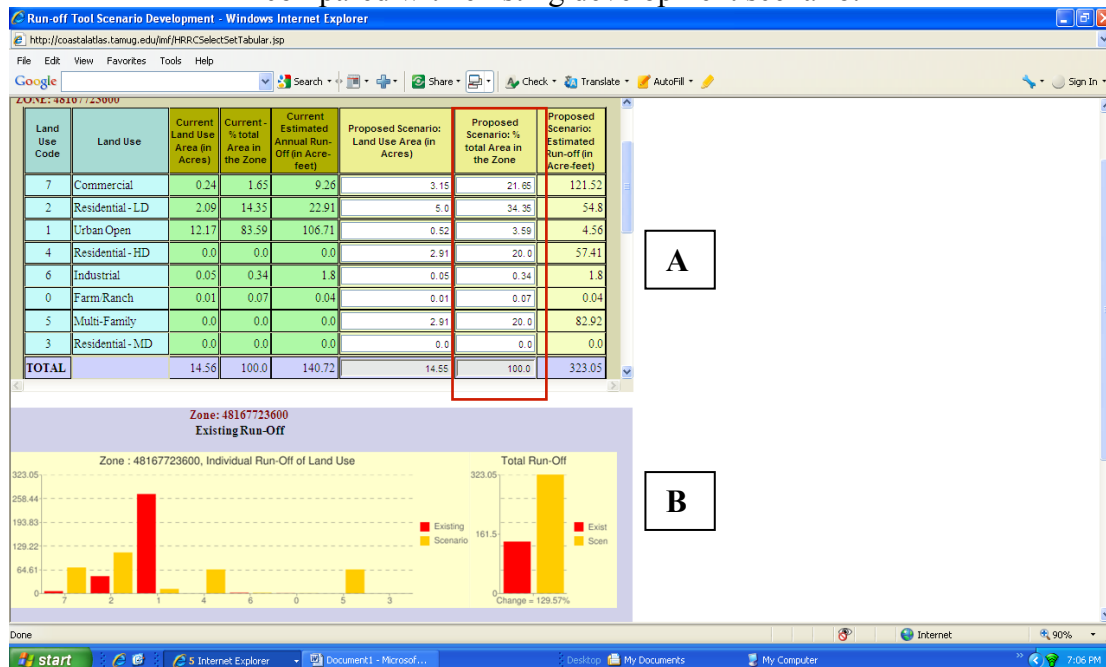 compared with existing development scenario.
Run-off Tool Scenario Development - Windows Internet Explorer
http://coastalatlas.tamug.edu/imf/HRRCSelectSetTabular.jsp
File Edit View Favorites Tools Help
Google Search Share Check Translate AutoFill Sign In
ZONE: 48167723600
Land Use Code Land Use Current Land Use Area (in Acres) Current - % total Area in the Zone Current Estimated Annual Run-Off (in Acre-feet) Proposed Scenario: Land Use Area (in Acres) Proposed Scenario: % total Area in the Zone Proposed Scenario: Estimated Run-off (in Acre-feet)
7 Commercial 0.24 1.65 9.26 3.15 21.65 121.52
2 Residential - LD 2.09 14.35 22.91 5.0 34.35 54.8
1 Urban Open 12.17 83.59 106.71 0.52 3.59 4.56
4 Residential - HD 0.0 0.0 0.0 2.91 20.0 57.41
A
6 Industrial 0.05 0.34 1.8 0.05 0.34 1.8
0 Farm/Ranch 0.01 0.07 0.04 0.01 0.07 0.04
5 Multi-Family 0.0 0.0 0.0 2.91 20.0 82.92
3 Residential - MD 0.0 0.0 0.0 0.0 0.0 0.0
TOTAL 14.56 100.0 140.72 14.55 100.0 323.05
Zone: 48167723600
Existing Run-Off
Zone : 48167723600, Individual Run-Off of Land Use Total Run-Off
323.05 323.05
258.44
B
193.83
Existing Exist
161.5
Scenario Scen
129.22
64.61
0 0
7 2 1 4 6 0 5 3 Change = 129.57%
Done Internet 90%
start 5 Internet Explorer Document1 - Microsof... Desktop My Documents My Computer 7:06 PM